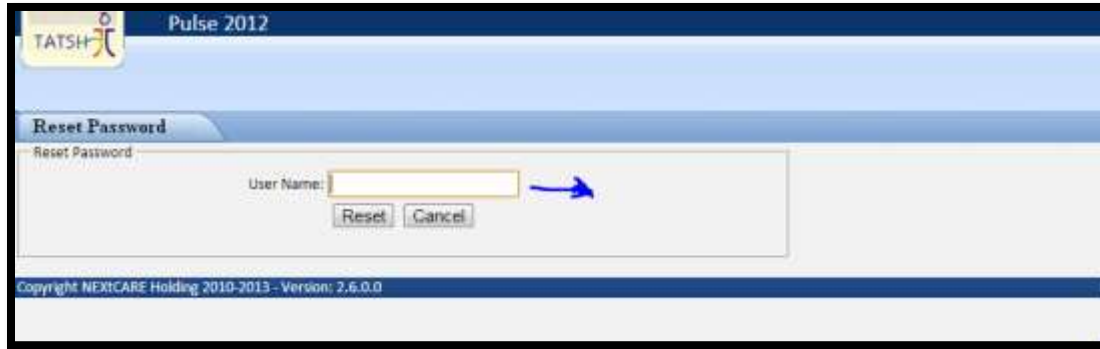 Pulse 2012
TATSH
Reset Password
Reset Password
User Name:
Reset Cancel
Copyright NEXtCARE Holding 2010-2013 - Version: 2.6.0.0